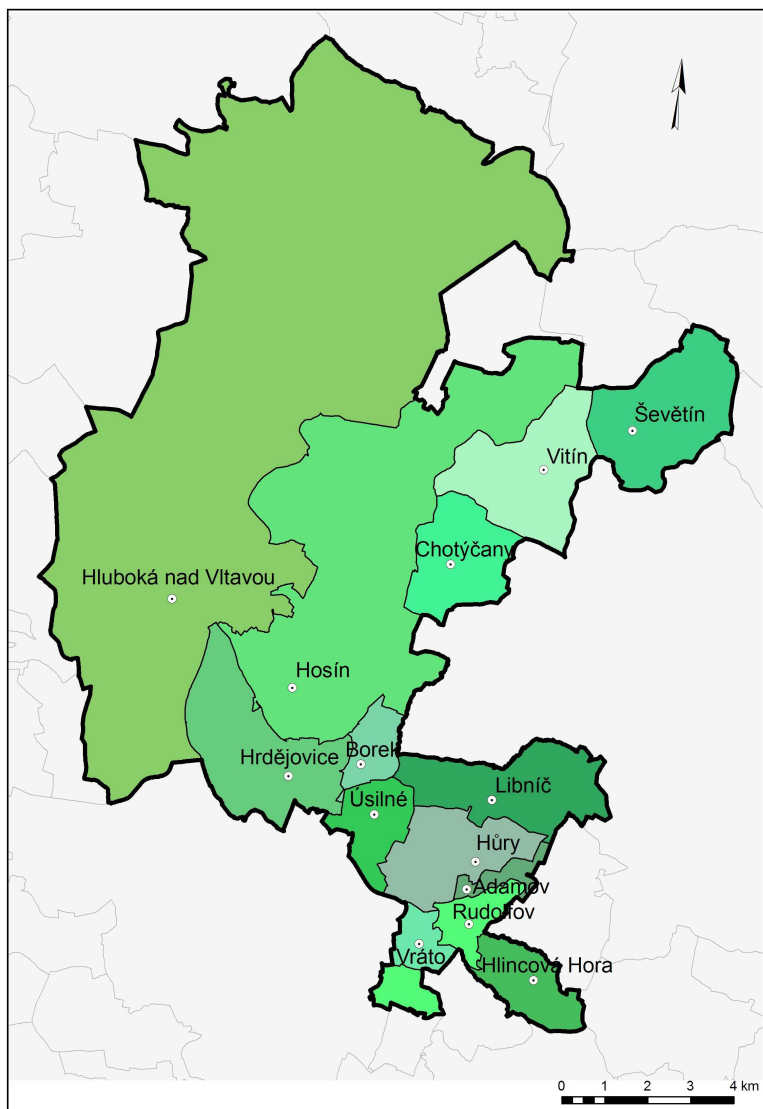 Ševětín
Vitín
Chotýčany
Hluboká nad Vltavou
Hosín
Borek
Hrdějovice
Libníč
Úsilné
Hůry
Adamov
Rudolfov
Vráto
Hlincová Hora
0 1 2 3 4 km